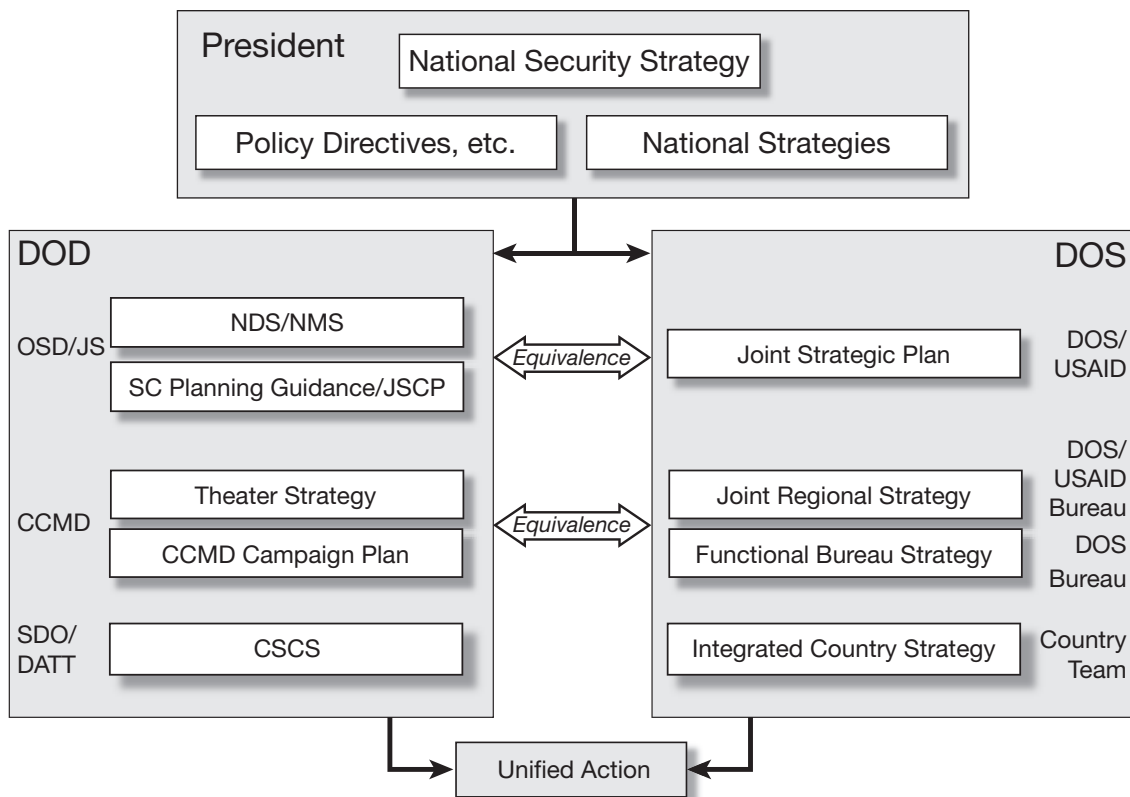 President
National Security Strategy
Policy Directives, etc.
National Strategies
DOD
OSD/JS
NDS/NMS
SC Planning Guidance/JSCP
CCMD
Theater Strategy
CCMD Campaign Plan
SDO/
DATT
CSCS
Equivalence
Equivalence
DOS
Joint Strategic Plan
DOS/
USAID
Joint Regional Strategy
DOS/
USAID
Bureau
Functional Bureau Strategy
DOS
Bureau
Integrated Country Strategy
Country
Team
Unified Action